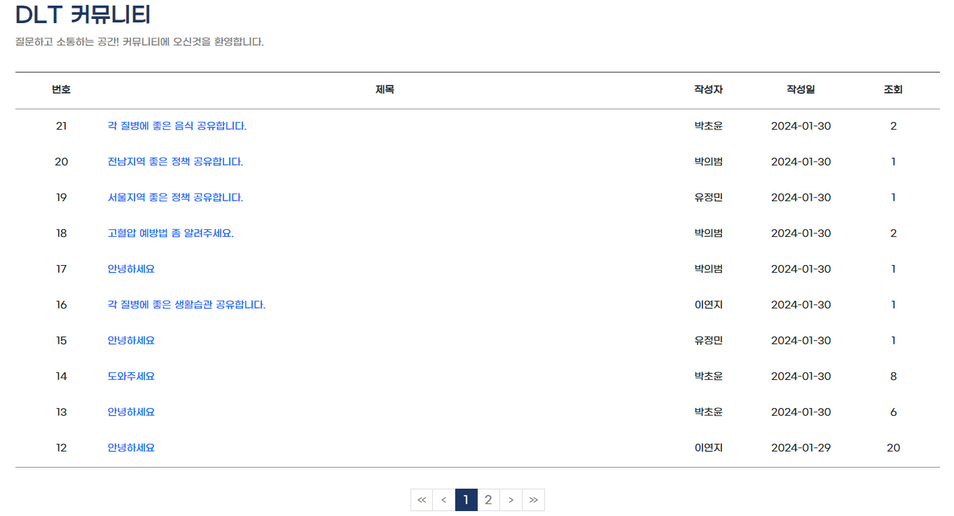 DLT 커뮤니티
질문하고 소통하는 공간! 커뮤니티에 오신것을 환영합니다.
번호 제목 작성자 작성일 조회
21 각 질병에 좋은 음식 공유합니다. 박초윤 2024-01-30 2
20 전남지역 좋은 정책 공유합니다. 박의범 2024-01-30 1
19 서울지역 좋은 정책 공유합니다. 유정민 2024-01-30 1
18 고혈압 예방법 좀 알려주세요. 박의범 2024-01-30 2
17 안녕하세요 박의범 2024-01-30 1
16 각 질병에 좋은 생활습관 공유합니다. 이연지 2024-01-30 1
15 안녕하세요 유정민 2024-01-30 1
14 도와주세요 박초윤 2024-01-30 8
13 안녕하세요 박초윤 2024-01-30 6
12 안녕하세요 이연지 2024-01-29 20
« ‹ 1 2 › »